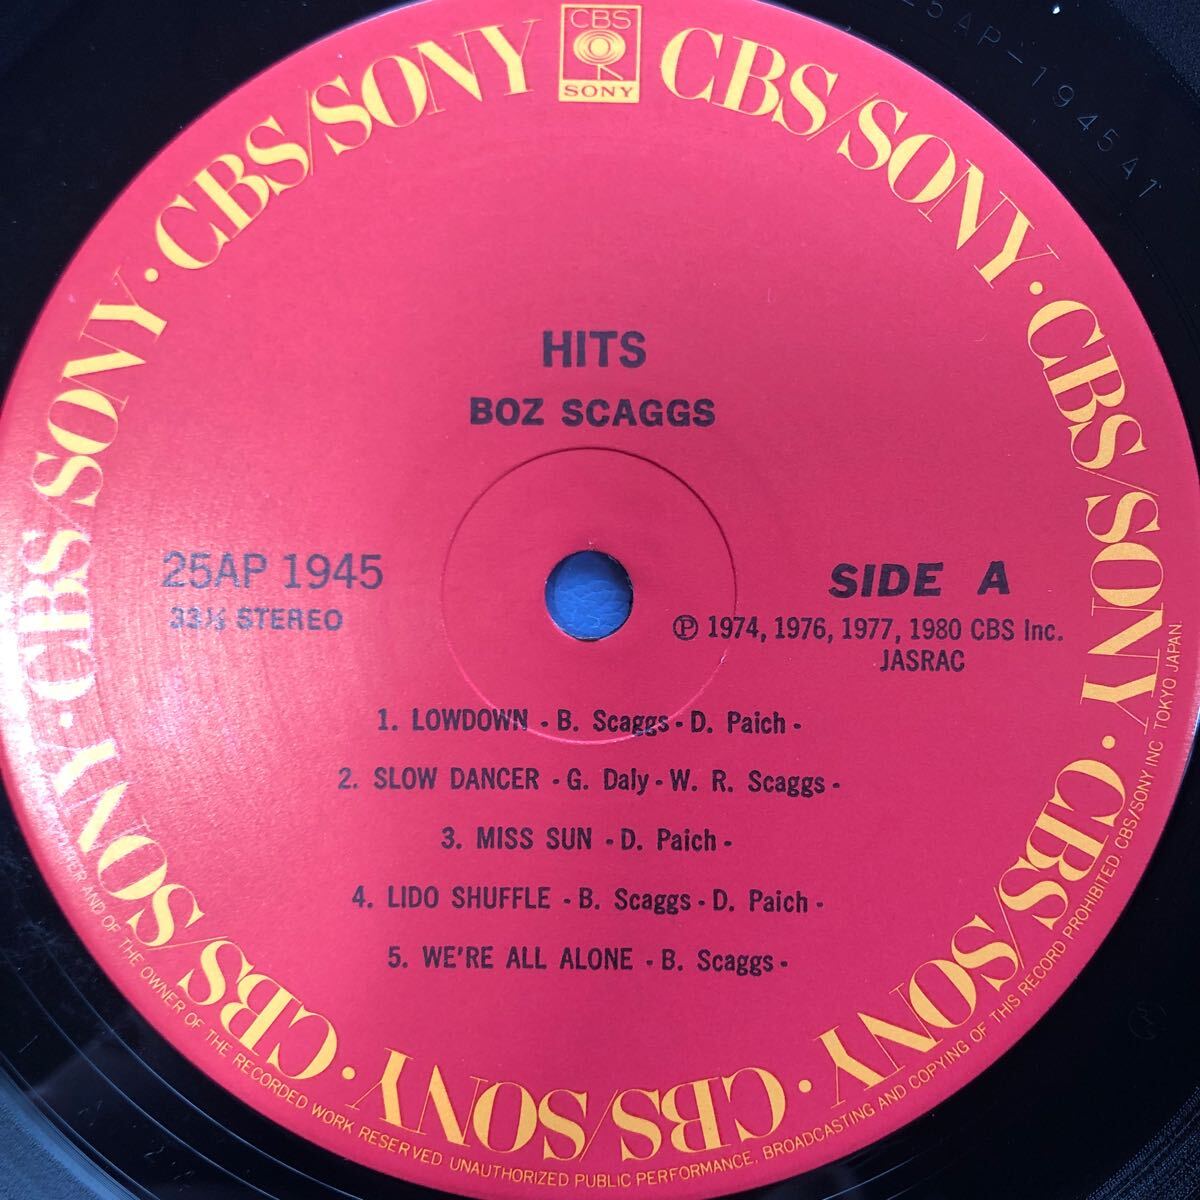 CBS
SONY
CBS/SONY · CBS/SONY · CBS/SONY · CBS/SONY · CBS/SONY · CBS/SONY · CBS/SONY · CBS/SONY
25AP-1945A1
HITS
BOZ SCAGGS
25AP 1945
33⅓ STEREO
SIDE A
Ⓟ 1974, 1976, 1977, 1980 CBS Inc.
JASRAC
1. LOWDOWN - B. Scaggs - D. Paich -
2. SLOW DANCER - G. Daly - W. R. Scaggs -
3. MISS SUN - D. Paich -
4. LIDO SHUFFLE - B. Scaggs - D. Paich -
5. WE'RE ALL ALONE - B. Scaggs -
AND OF THE OWNER OF THE RECORDED WORK RESERVED UNAUTHORIZED PUBLIC PERFORMANCE, BROADCASTING AND COPYING OF THIS RECORD PROHIBITED. CBS/SONY INC TOKYO JAPAN.